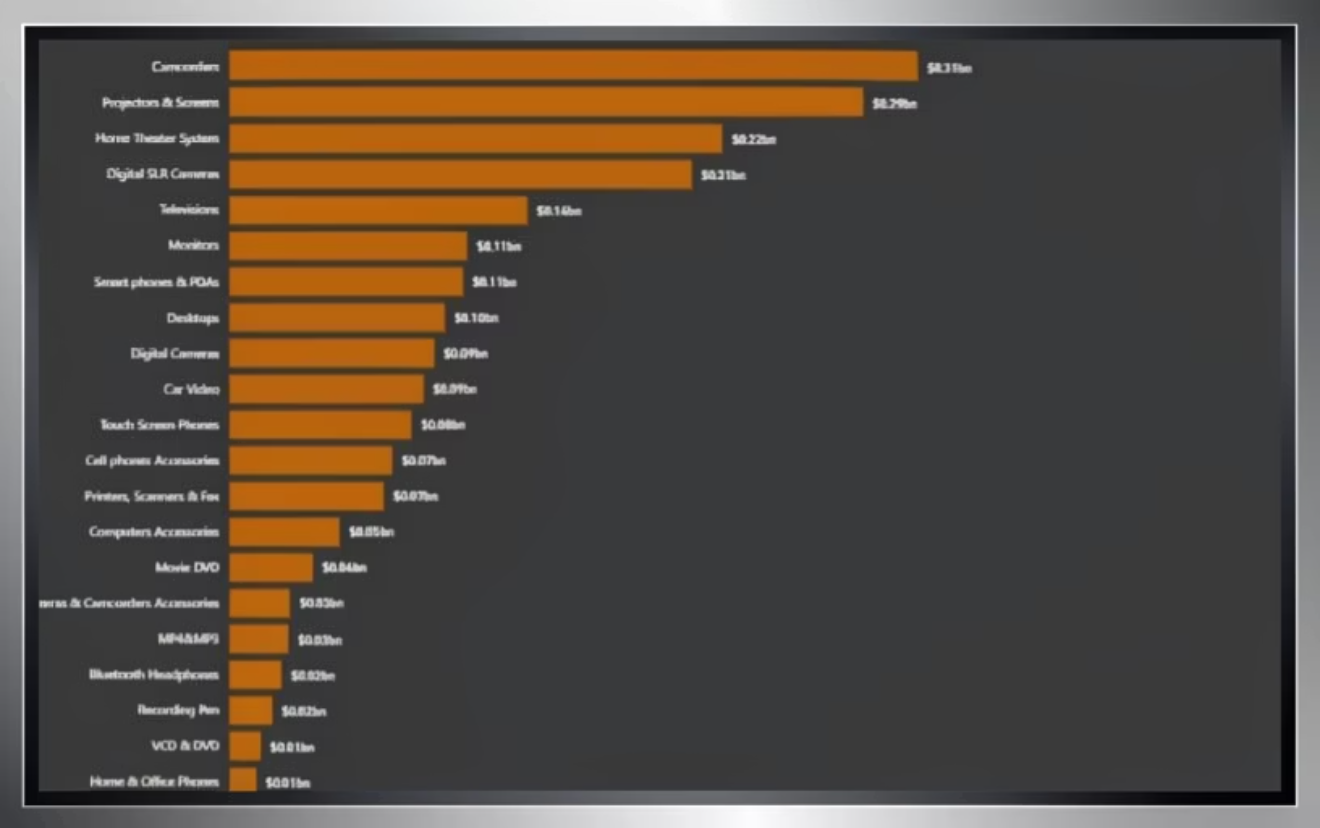 Camcorders $0.31bn
Projectors & Screens $0.29bn
Home Theater System $0.22bn
Digital SLR Cameras $0.21bn
Televisions $0.14bn
Monitors $0.11bn
Smart phones & PDAs $0.11bn
Desktops $0.10bn
Digital Cameras $0.09bn
Car Video $0.09bn
Touch Screen Phones $0.08bn
Cell phones Accessories $0.07bn
Printers, Scanners & Fax $0.07bn
Computers Accessories $0.05bn
Movie DVD $0.04bn
& Camcorders Accessories $0.03bn
MP4&MP3 $0.03bn
Bluetooth Headphones $0.02bn
Recording Pen $0.02bn
VCD & DVD $0.01bn
Home & Office Phones $0.01bn